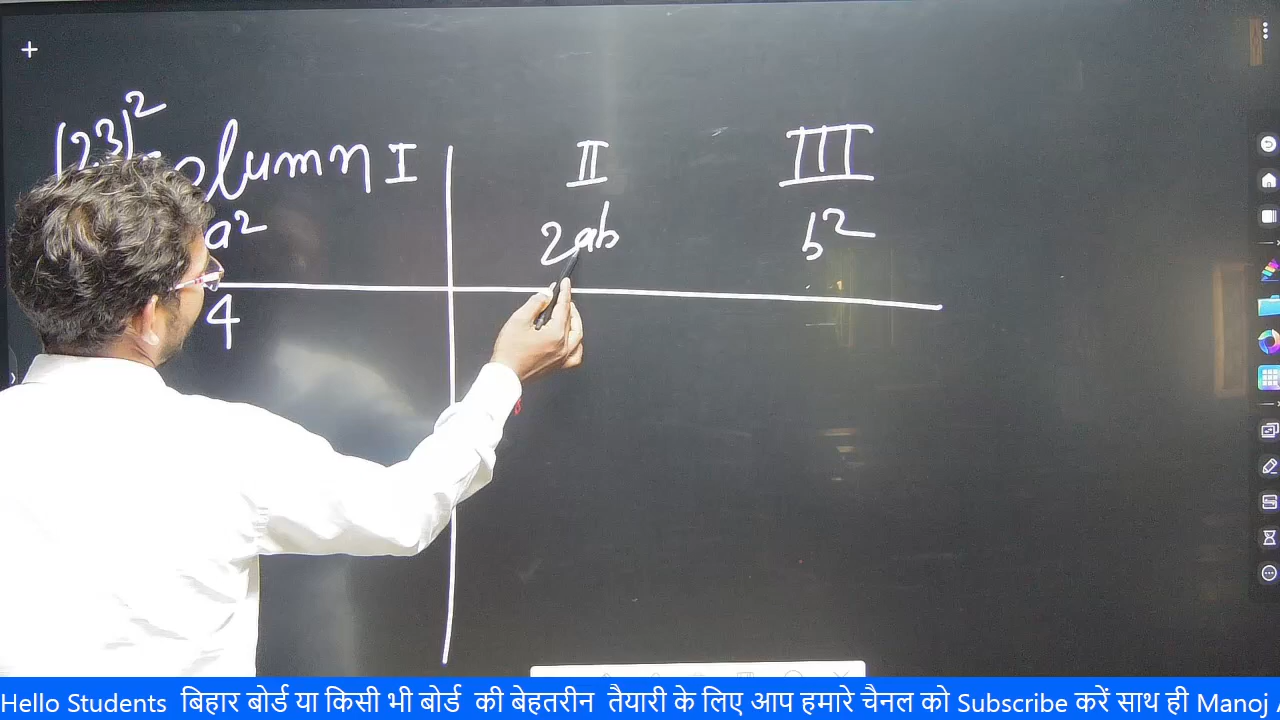 (23)²
Column I II III
a² 2ab b²
4
Hello Students बिहार बोर्ड या किसी भी बोर्ड की बेहतरीन तैयारी के लिए आप हमारे चैनल को Subscribe करें साथ ही Manoj